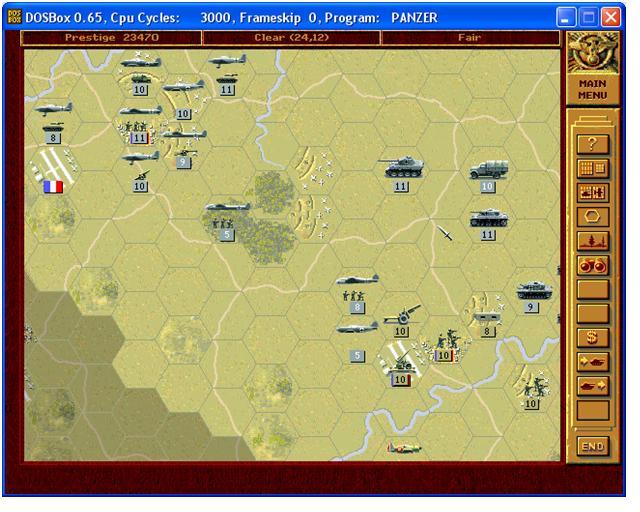 DOSBox 0.65, Cpu Cycles: 3000, Frameskip 0, Program: PANZER
Prestige 23470 Clear (24,12) Fair
MAIN
MENU
10 11
10
8 11
9
10
?
11 10
5 11
8 9
10 8
5 10
10
10
$
END